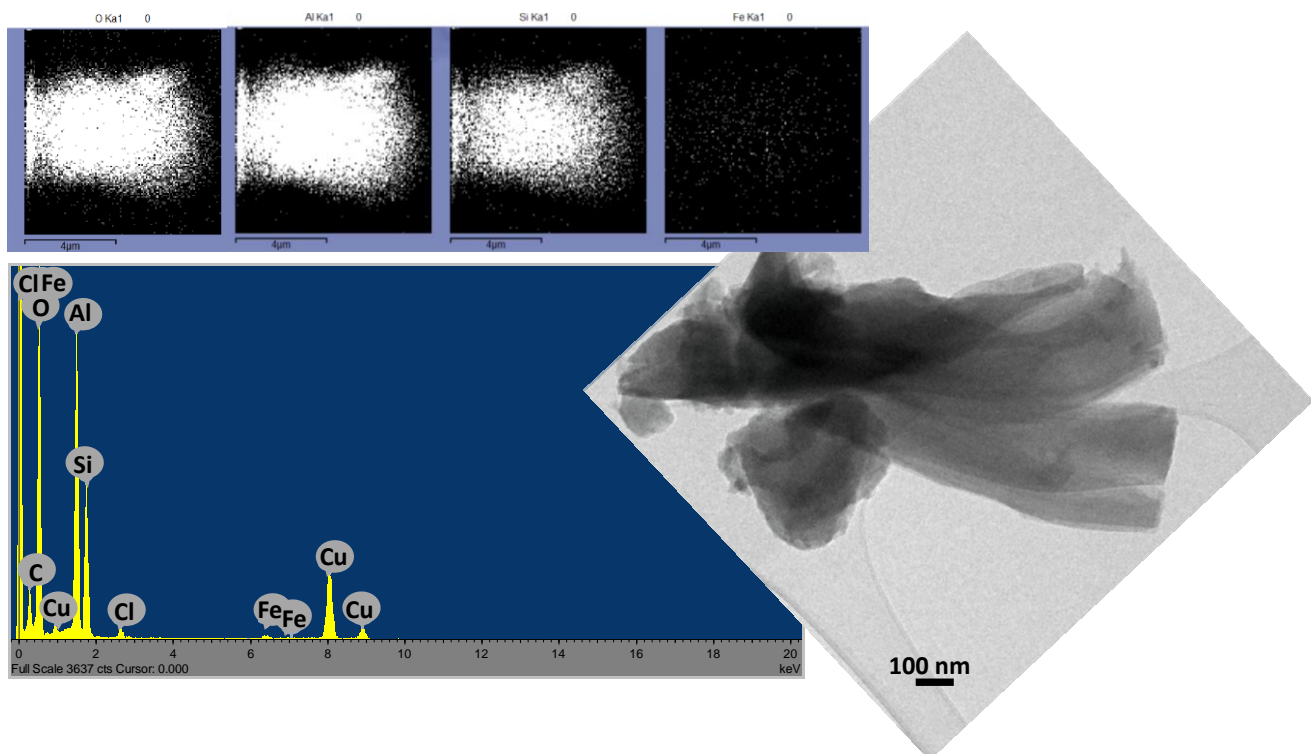 O Ka1 0
Al Ka1 0
Si Ka1 0
Fe Ka1 0
4µm
4µm
4µm
4µm
Cl Fe
O
Al
Si
C
Cu
Cl
Fe
Fe
Cu
Cu
0 2 4 6 8 10 12 14 16 18 20
Full Scale 3637 cts Cursor: 0.000 keV
100 nm